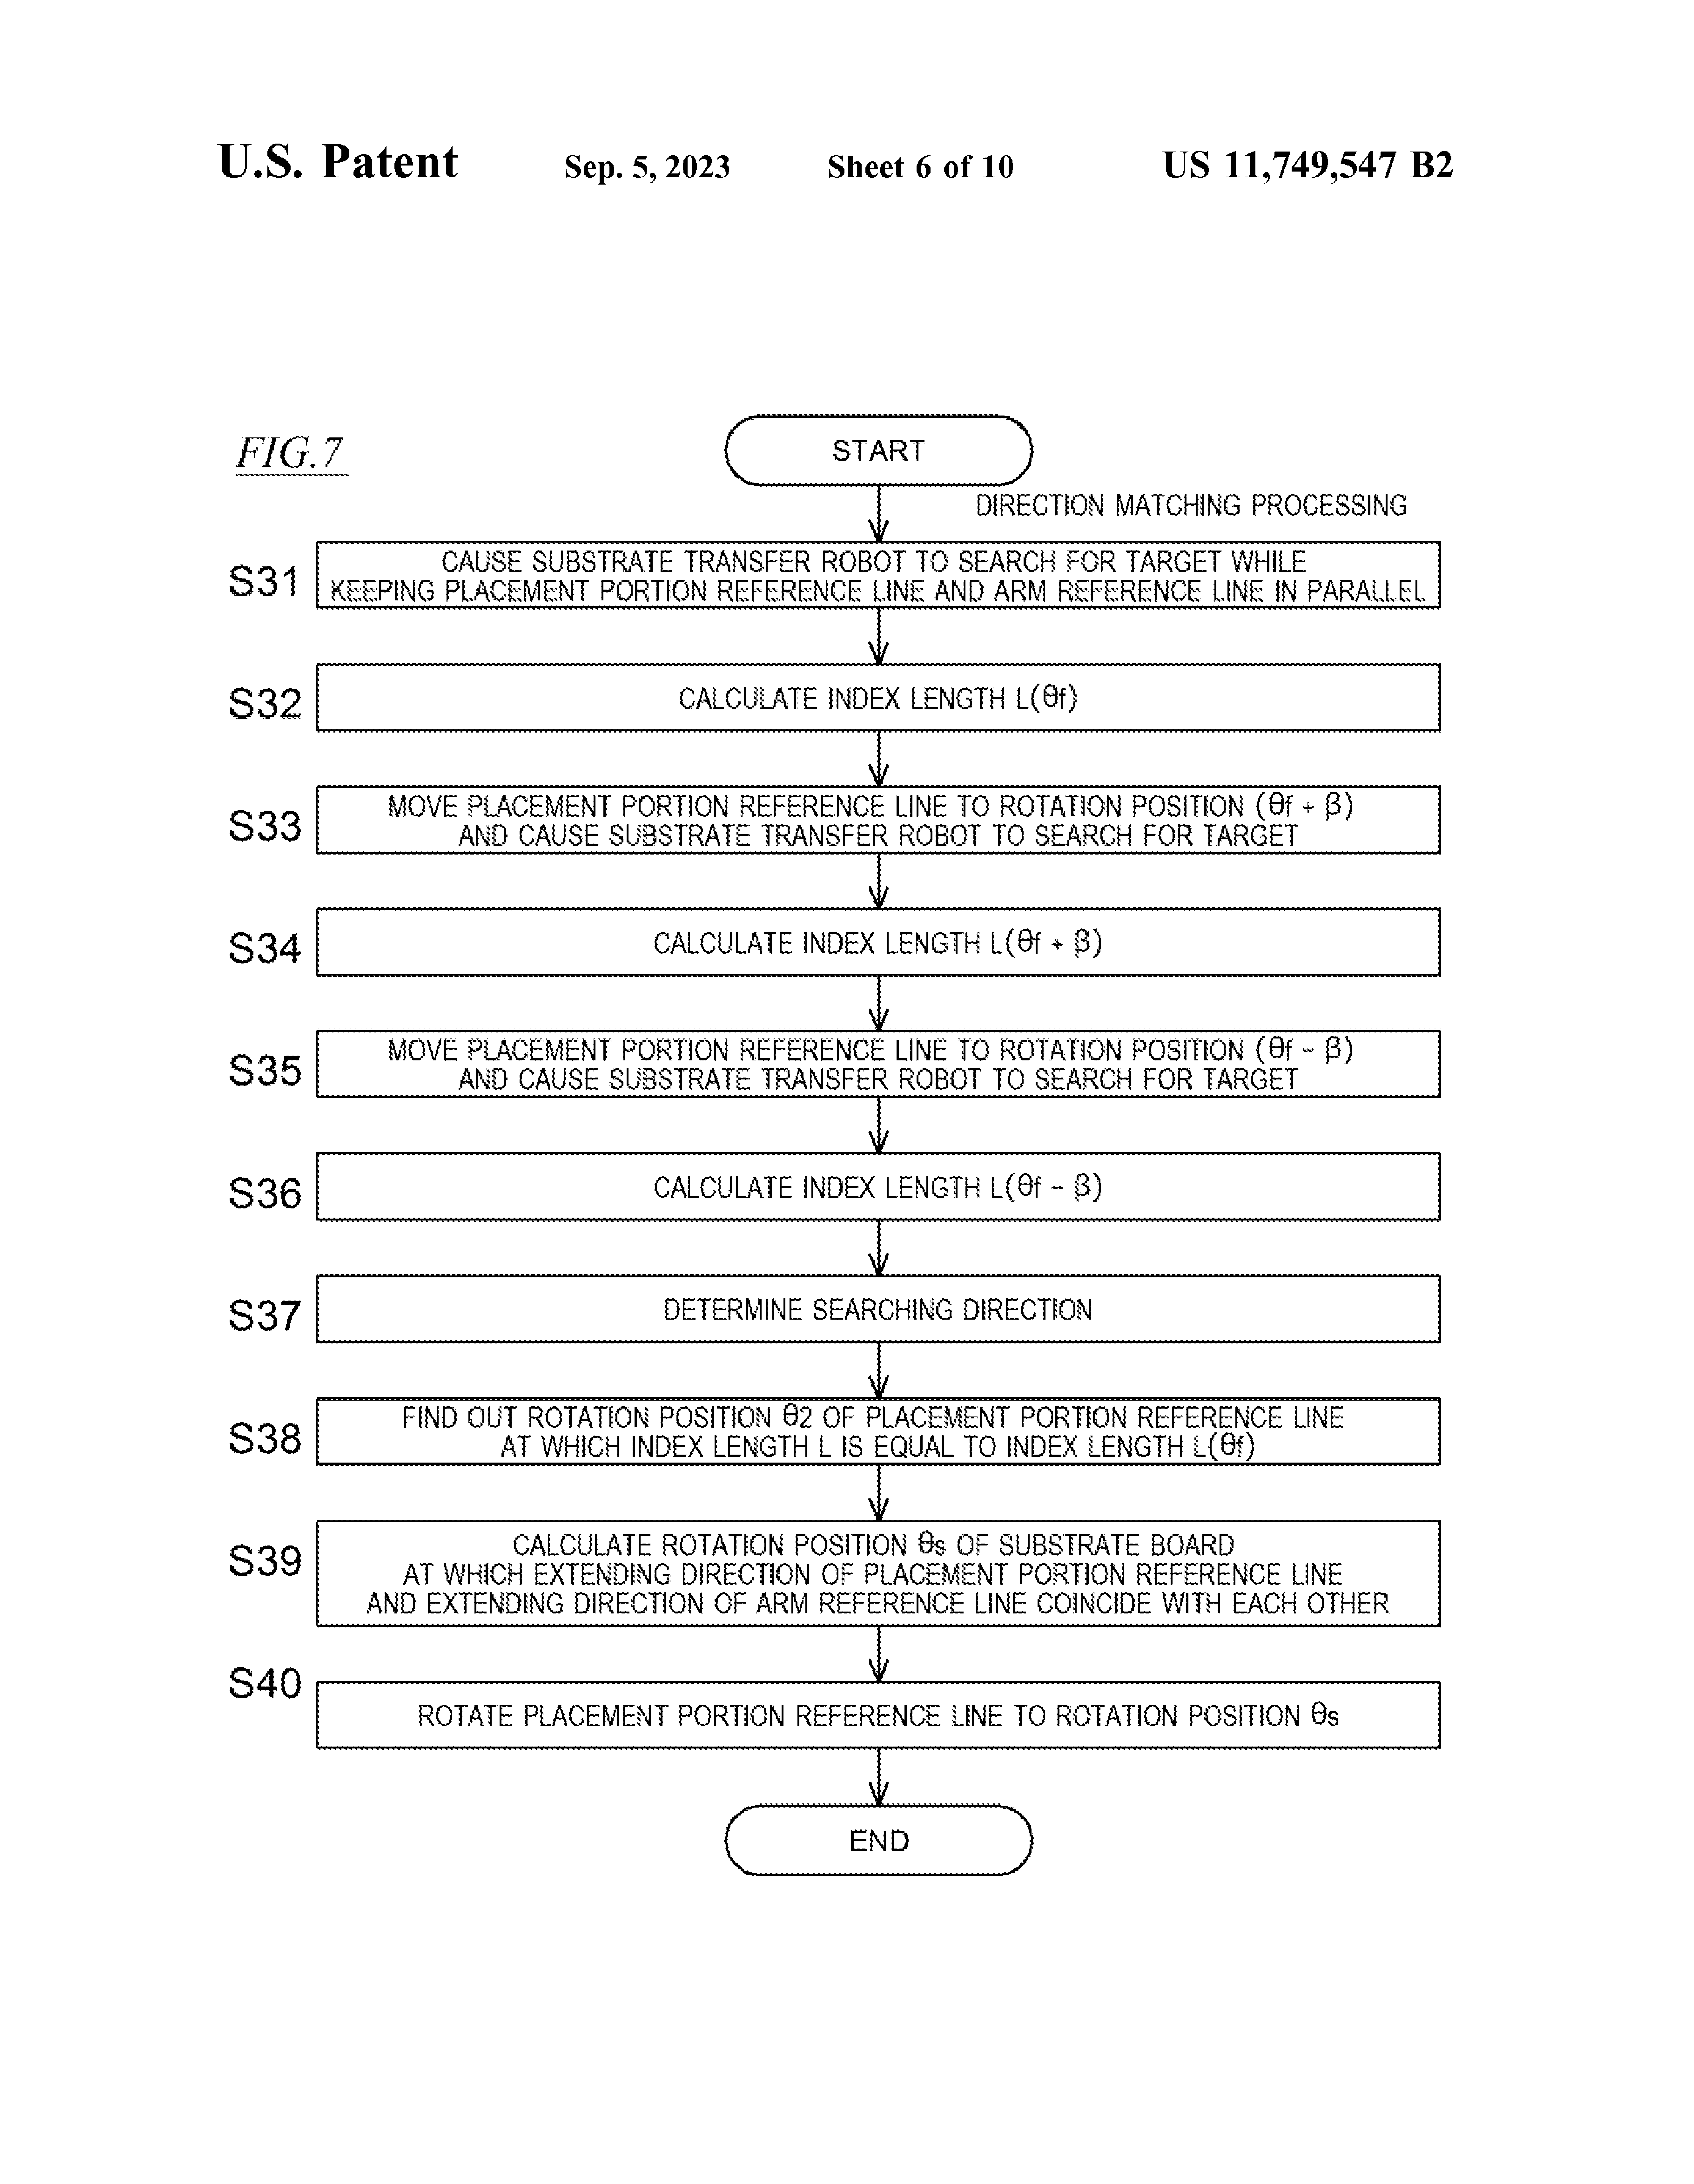 U.S. Patent Sep. 5, 2023 Sheet 6 of 10 US 11,749,547 B2
FIG.7
START
DIRECTION MATCHING PROCESSING
S31
CAUSE SUBSTRATE TRANSFER ROBOT TO SEARCH FOR TARGET WHILE
KEEPING PLACEMENT PORTION REFERENCE LINE AND ARM REFERENCE LINE IN PARALLEL
S32
CALCULATE INDEX LENGTH L(θf)
S33
MOVE PLACEMENT PORTION REFERENCE LINE TO ROTATION POSITION (θf + β)
AND CAUSE SUBSTRATE TRANSFER ROBOT TO SEARCH FOR TARGET
S34
CALCULATE INDEX LENGTH L(θf + β)
S35
MOVE PLACEMENT PORTION REFERENCE LINE TO ROTATION POSITION (θf - β)
AND CAUSE SUBSTRATE TRANSFER ROBOT TO SEARCH FOR TARGET
S36
CALCULATE INDEX LENGTH L(θf - β)
S37
DETERMINE SEARCHING DIRECTION
S38
FIND OUT ROTATION POSITION θ2 OF PLACEMENT PORTION REFERENCE LINE
AT WHICH INDEX LENGTH L IS EQUAL TO INDEX LENGTH L(θf)
S39
CALCULATE ROTATION POSITION θs OF SUBSTRATE BOARD
AT WHICH EXTENDING DIRECTION OF PLACEMENT PORTION REFERENCE LINE
AND EXTENDING DIRECTION OF ARM REFERENCE LINE COINCIDE WITH EACH OTHER
S40
ROTATE PLACEMENT PORTION REFERENCE LINE TO ROTATION POSITION θs
END